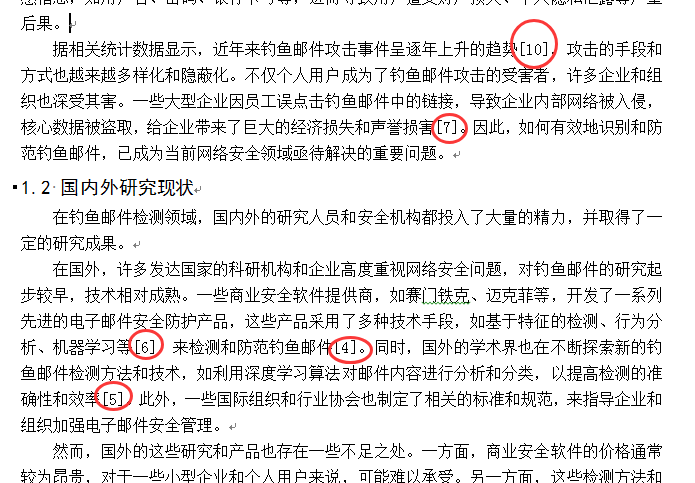 后果。
据相关统计数据显示，近年来钓鱼邮件攻击事件呈逐年上升的趋势[10]，攻击的手段和
方式也越来越多样化和隐蔽化。不仅个人用户成为了钓鱼邮件攻击的受害者，许多企业和组
织也深受其害。一些大型企业因员工误点击钓鱼邮件中的链接，导致企业内部网络被入侵，
核心数据被盗取，给企业带来了巨大的经济损失和声誉损害[7]。因此，如何有效地识别和防
范钓鱼邮件，已成为当前网络安全领域亟待解决的重要问题。
1.2 国内外研究现状
在钓鱼邮件检测领域，国内外的研究人员和安全机构都投入了大量的精力，并取得了一
定的研究成果。
在国外，许多发达国家的科研机构和企业高度重视网络安全问题，对钓鱼邮件的研究起
步较早，技术相对成熟。一些商业安全软件提供商，如赛门铁克、迈克菲等，开发了一系列
先进的电子邮件安全防护产品，这些产品采用了多种技术手段，如基于特征的检测、行为分
析、机器学习等[6] 来检测和防范钓鱼邮件[4]。同时，国外的学术界也在不断探索新的钓
鱼邮件检测方法和技术，如利用深度学习算法对邮件内容进行分析和分类，以提高检测的准
确性和效率[5]。此外，一些国际组织和行业协会也制定了相关的标准和规范，来指导企业和
组织加强电子邮件安全管理。
然而，国外的这些研究和产品也存在一些不足之处。一方面，商业安全软件的价格通常
较为昂贵，对于一些小型企业和个人用户来说，可能难以承受。另一方面，这些检测方法和